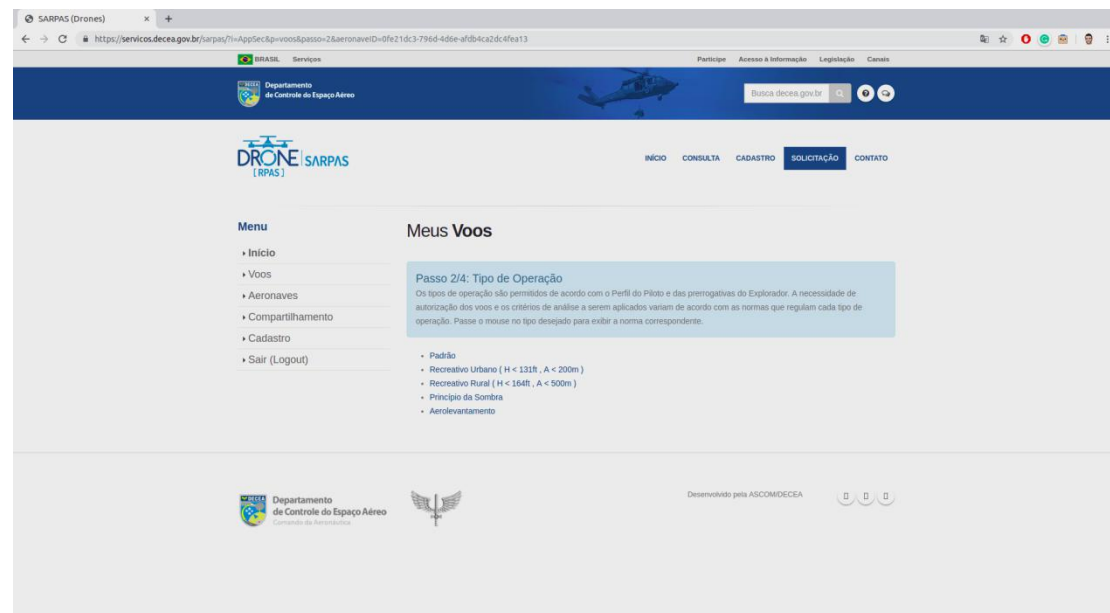 SARPAS (Drones)
https://servicos.decea.gov.br/sarpas/?i=AppSec&p=voos&passo=2&aeronaveID=0fe21dc3-796d-4d6e-afdb4ca2dc4fea13
BRASIL Serviços Participe Acesso à Informação Legislação Canais
DECEA
Departamento
de Controle do Espaço Aéreo
Busca decea.gov.br
DRONE SARPAS
[RPAS]
INÍCIO CONSULTA CADASTRO SOLICITAÇÃO CONTATO
Menu
Início
Voos
Aeronaves
Compartilhamento
Cadastro
Sair (Logout)
Meus Voos
Passo 2/4: Tipo de Operação
Os tipos de operação são permitidos de acordo com o Perfil do Piloto e das prerrogativas do Explorador. A necessidade de
autorização dos voos e os critérios de análise a serem aplicados variam de acordo com as normas que regulam cada tipo de
operação. Passe o mouse no tipo desejado para exibir a norma correspondente.
Padrão
Recreativo Urbano ( H < 131ft , A < 200m )
Recreativo Rural ( H < 164ft , A < 500m )
Princípio da Sombra
Aerolevantamento
DECEA
Departamento
de Controle do Espaço Aéreo
Comando da Aeronáutica
Desenvolvido pela ASCOM/DECEA